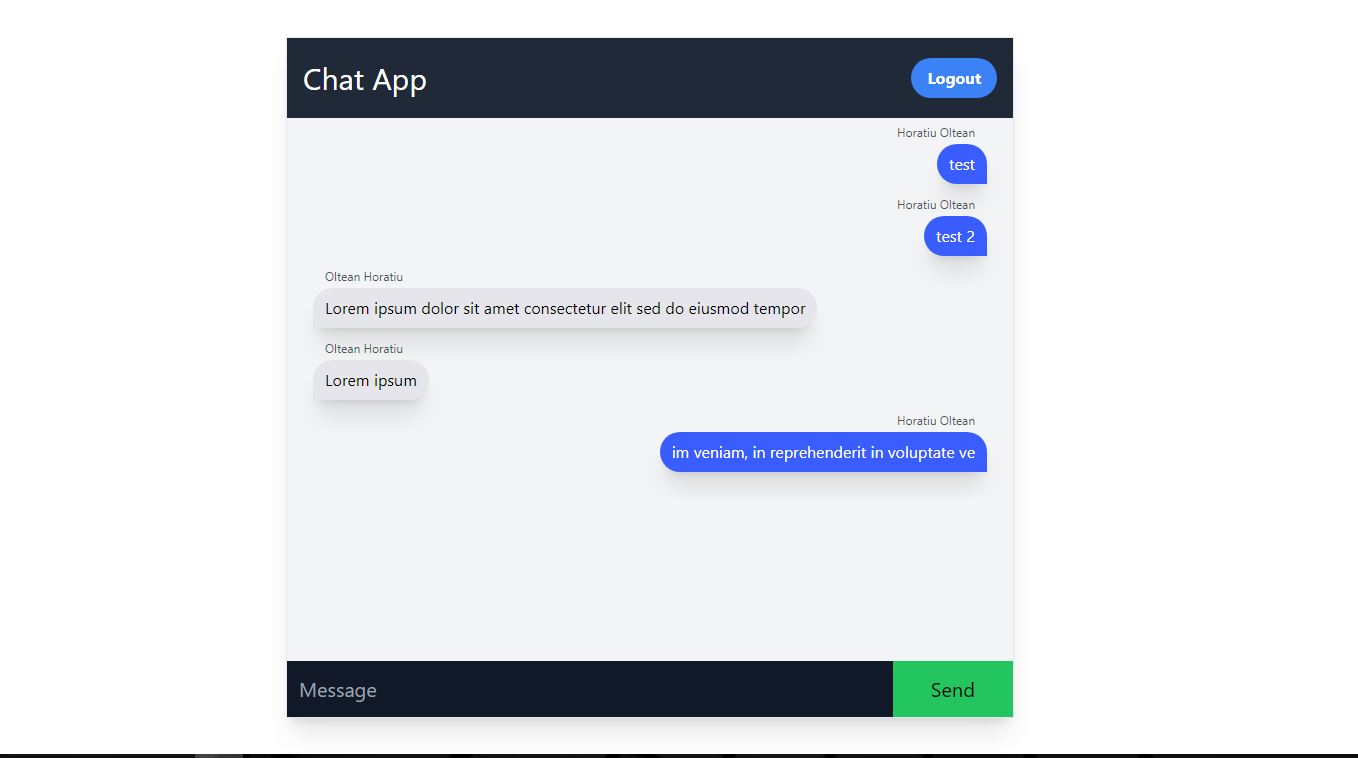 Chat App
Logout
Horatiu Oltean
test
Horatiu Oltean
test 2
Oltean Horatiu
Lorem ipsum dolor sit amet consectetur elit sed do eiusmod tempor
Oltean Horatiu
Lorem ipsum
Horatiu Oltean
im veniam, in reprehenderit in voluptate ve
Message
Send